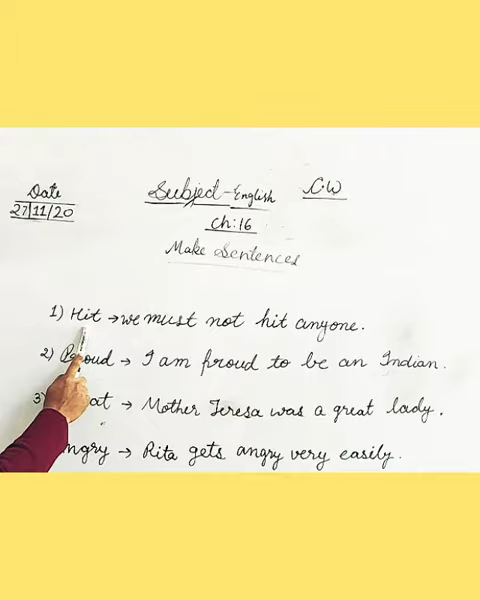 Date
27/11/20
Subject-English
C.W
Ch:16
Make Sentences
1) Hit → we must not hit anyone.
2) Proud → I am proud to be an Indian.
3) at → Mother Teresa was a great lady.
ngry → Rita gets angry very easily.